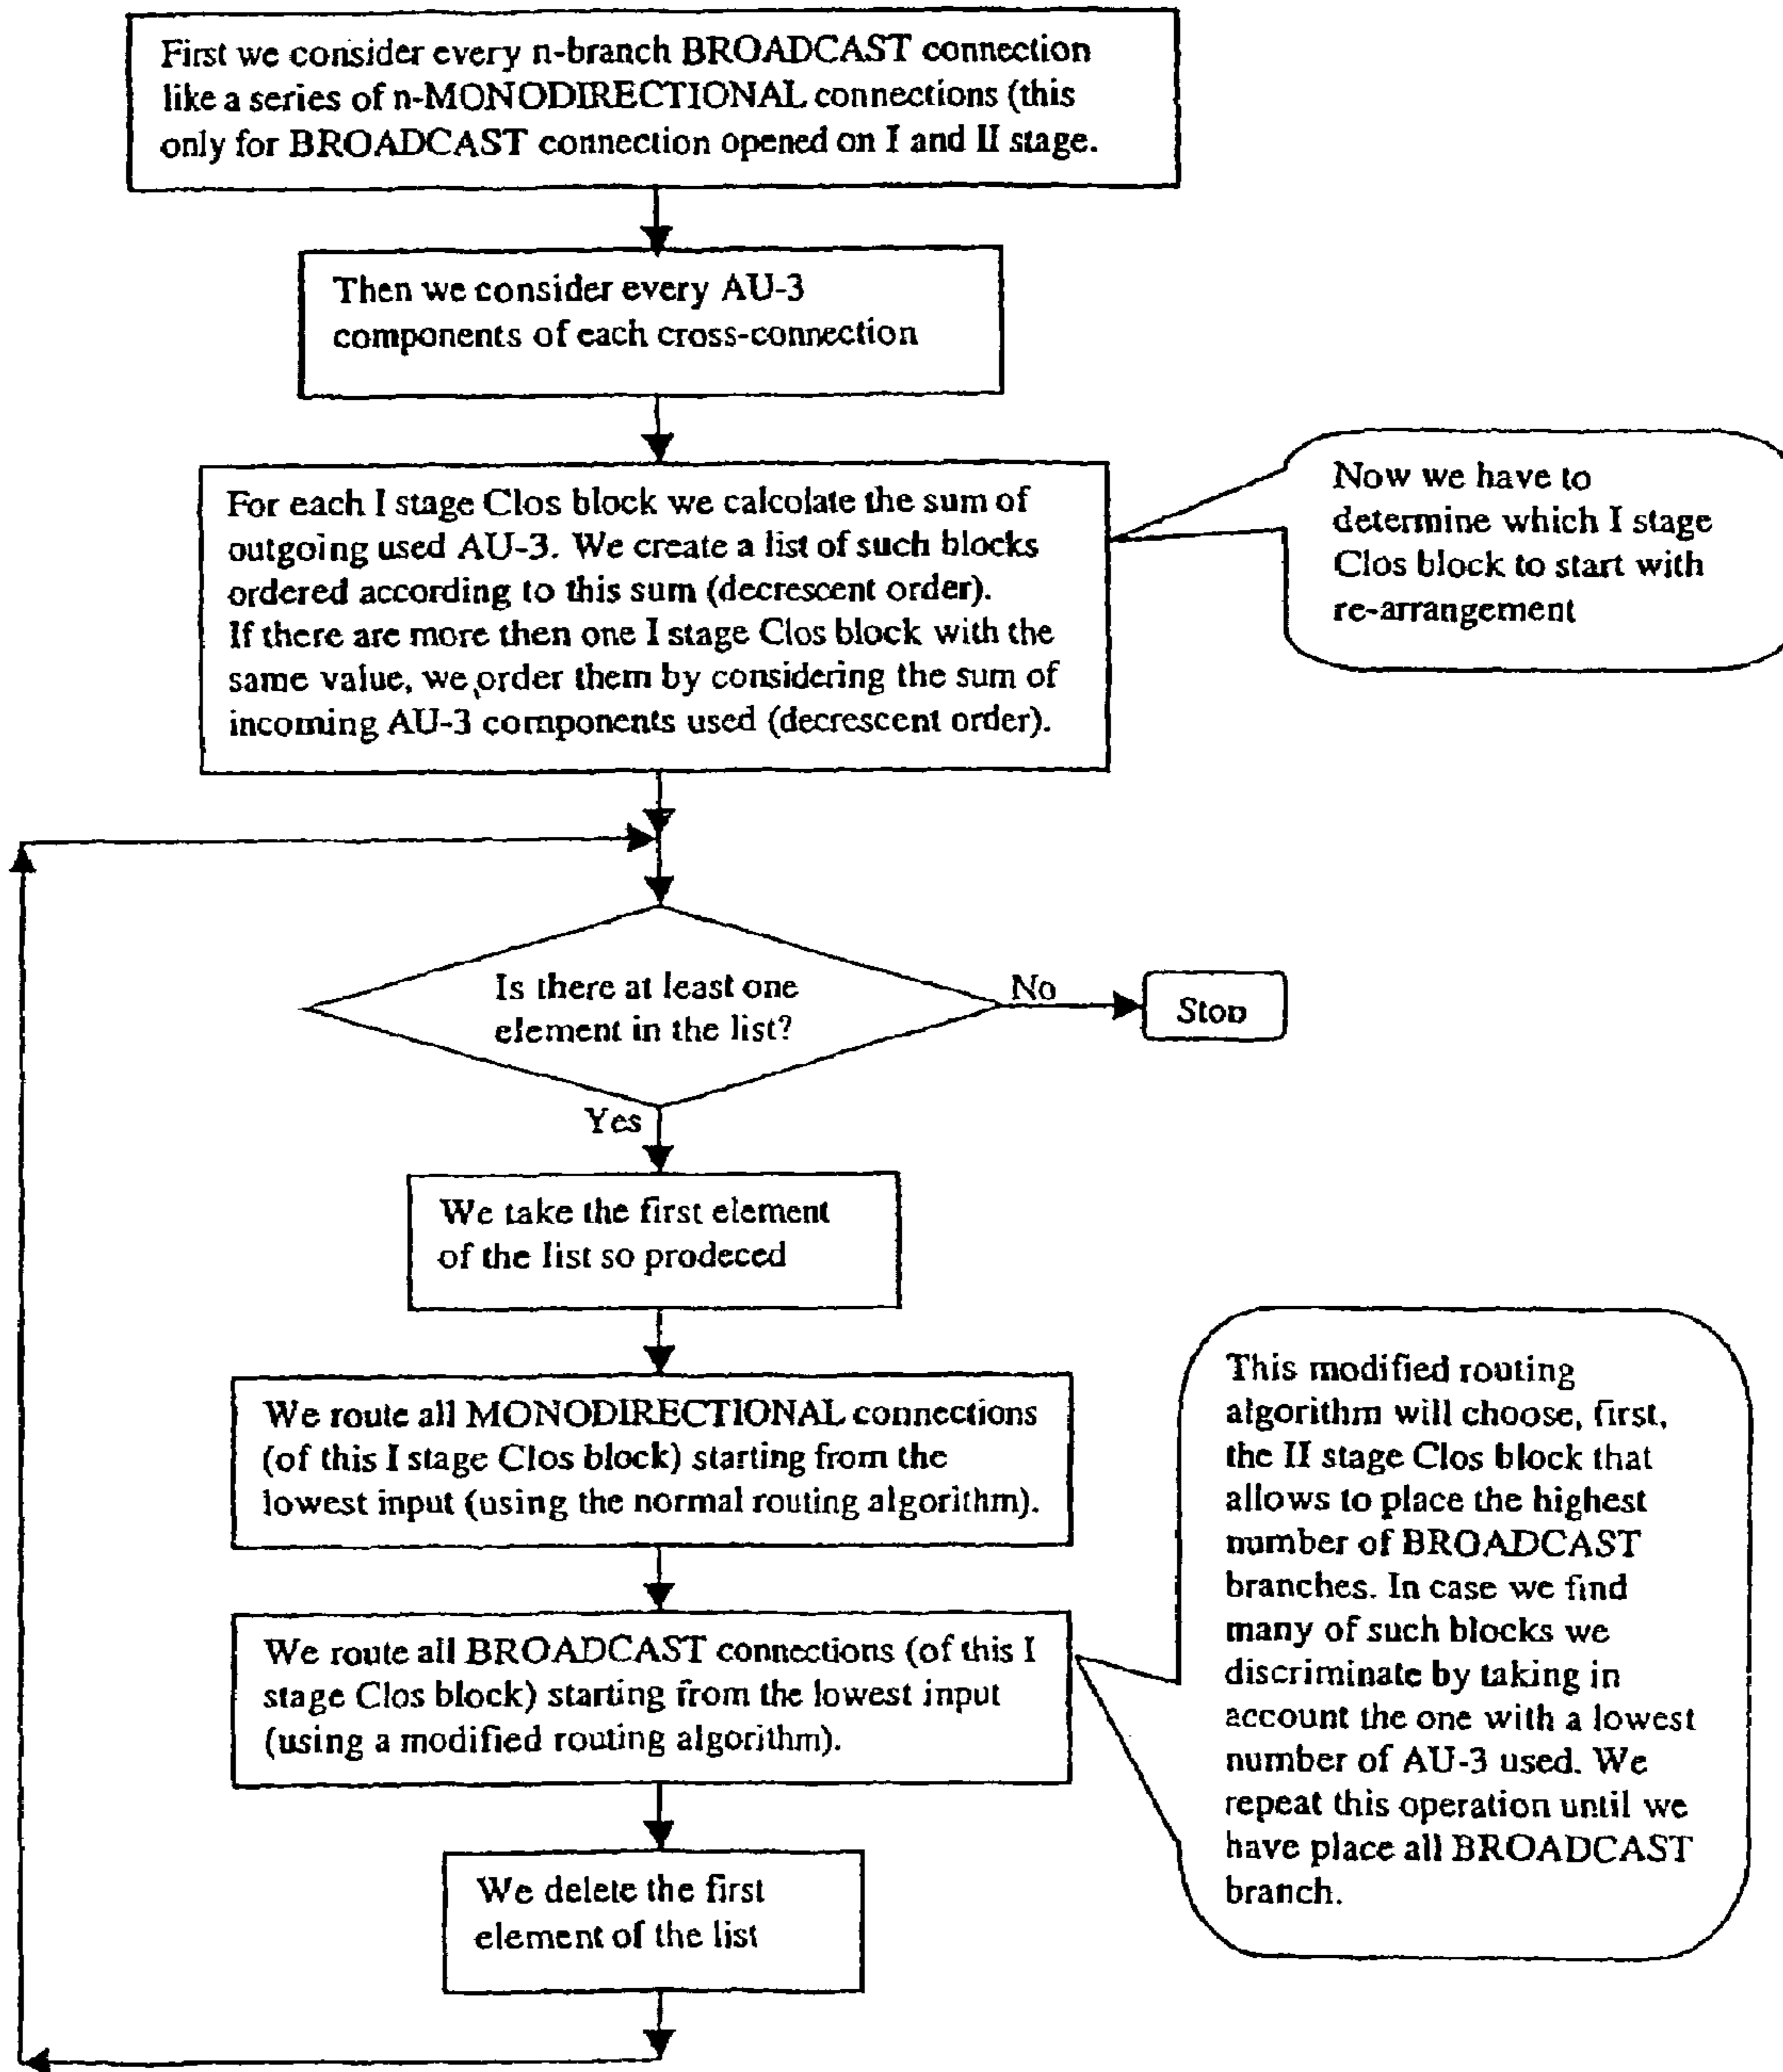 First we consider every n-branch BROADCAST connection
like a series of n-MONODIRECTIONAL connections (this
only for BROADCAST connection opened on I and II stage.
Then we consider every AU-3
components of each cross-connection
For each I stage Clos block we calculate the sum of
outgoing used AU-3. We create a list of such blocks
ordered according to this sum (decrescent order).
If there are more then one I stage Clos block with the
same value, we order them by considering the sum of
incoming AU-3 components used (decrescent order).
Now we have to
determine which I stage
Clos block to start with
re-arrangement
Is there at least one
element in the list?
No
Stop
Yes
We take the first element
of the list so prodeced
We route all MONODIRECTIONAL connections
(of this I stage Clos block) starting from the
lowest input (using the normal routing algorithm).
We route all BROADCAST connections (of this I
stage Clos block) starting from the lowest input
(using a modified routing algorithm).
This modified routing
algorithm will choose, first,
the II stage Clos block that
allows to place the highest
number of BROADCAST
branches. In case we find
many of such blocks we
discriminate by taking in
account the one with a lowest
number of AU-3 used. We
repeat this operation until we
have place all BROADCAST
branch.
We delete the first
element of the list